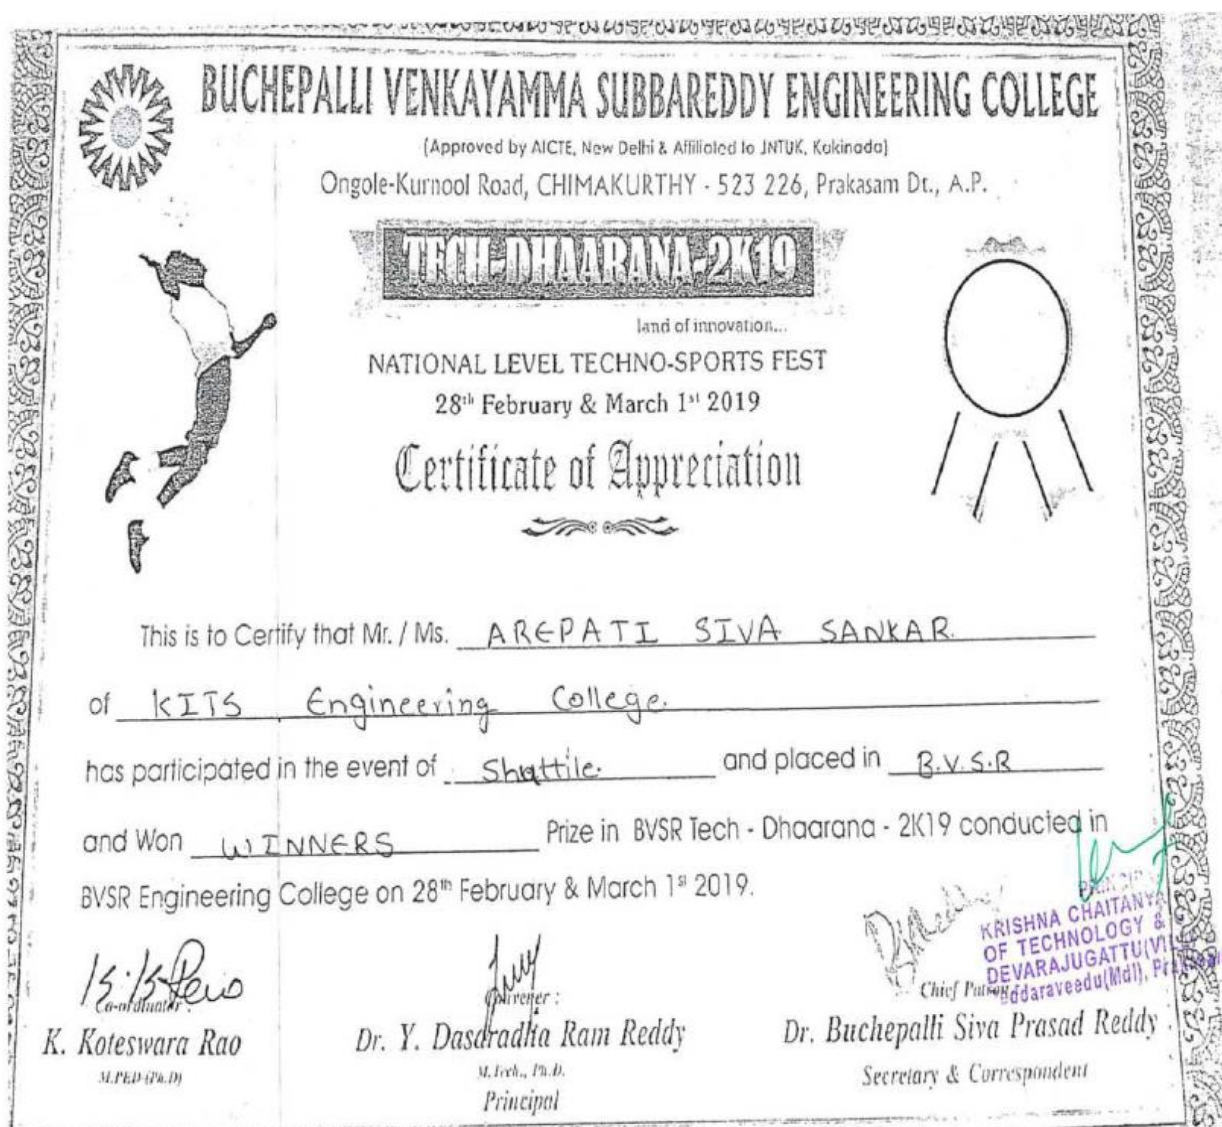 BUCHEPALLI VENKAYAMMA SUBBAREDDY ENGINEERING COLLEGE
(Approved by AICTE, New Delhi & Affiliated to JNTUK, Kakinada)
Ongole-Kurnool Road, CHIMAKURTHY - 523 226, Prakasam Dt., A.P.
TECH-DHAARANA-2K19
land of innovation...
NATIONAL LEVEL TECHNO-SPORTS FEST
28th February & March 1st 2019
Certificate of Appreciation
This is to Certify that Mr. / Ms. AREPATI SIVA SANKAR
of KITS Engineering College.
has participated in the event of Shuttile. and placed in B.V.S.R
and Won WINNERS Prize in BVSR Tech - Dhaarana - 2K19 conducted in
BVSR Engineering College on 28th February & March 1st 2019.
KRISHNA CHAITANYA
OF TECHNOLOGY &
DEVARAJUGATTU(VI
Co-ordinator :
K. Koteswara Rao
M.PED (Ph.D)
Convener :
Dr. Y. Dasaradha Ram Reddy
M.Tech., Ph.D.
Principal
Chief Patron
Dr. Buchepalli Siva Prasad Reddy
Secretary & Correspondent